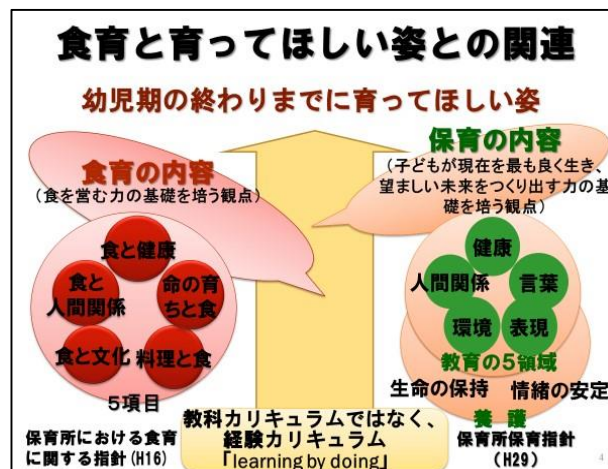 食育と育ってほしい姿との関連
幼児期の終わりまでに育ってほしい姿
食育の内容
(食を営む力の基礎を培う観点)
食と健康
食と
人間関係
命の育
ちと食
食と文化
料理と食
5項目
保育所における食育
に関する指針(H16)
保育の内容
(子どもが現在を最も良く生き、
望ましい未来をつくり出す力の基
礎を培う観点)
健康
人間関係
言葉
環境
表現
教育の5領域
生命の保持
情緒の安定
養護
保育所保育指針
(H29)
教科カリキュラムではなく、
経験カリキュラム
「learning by doing」
4